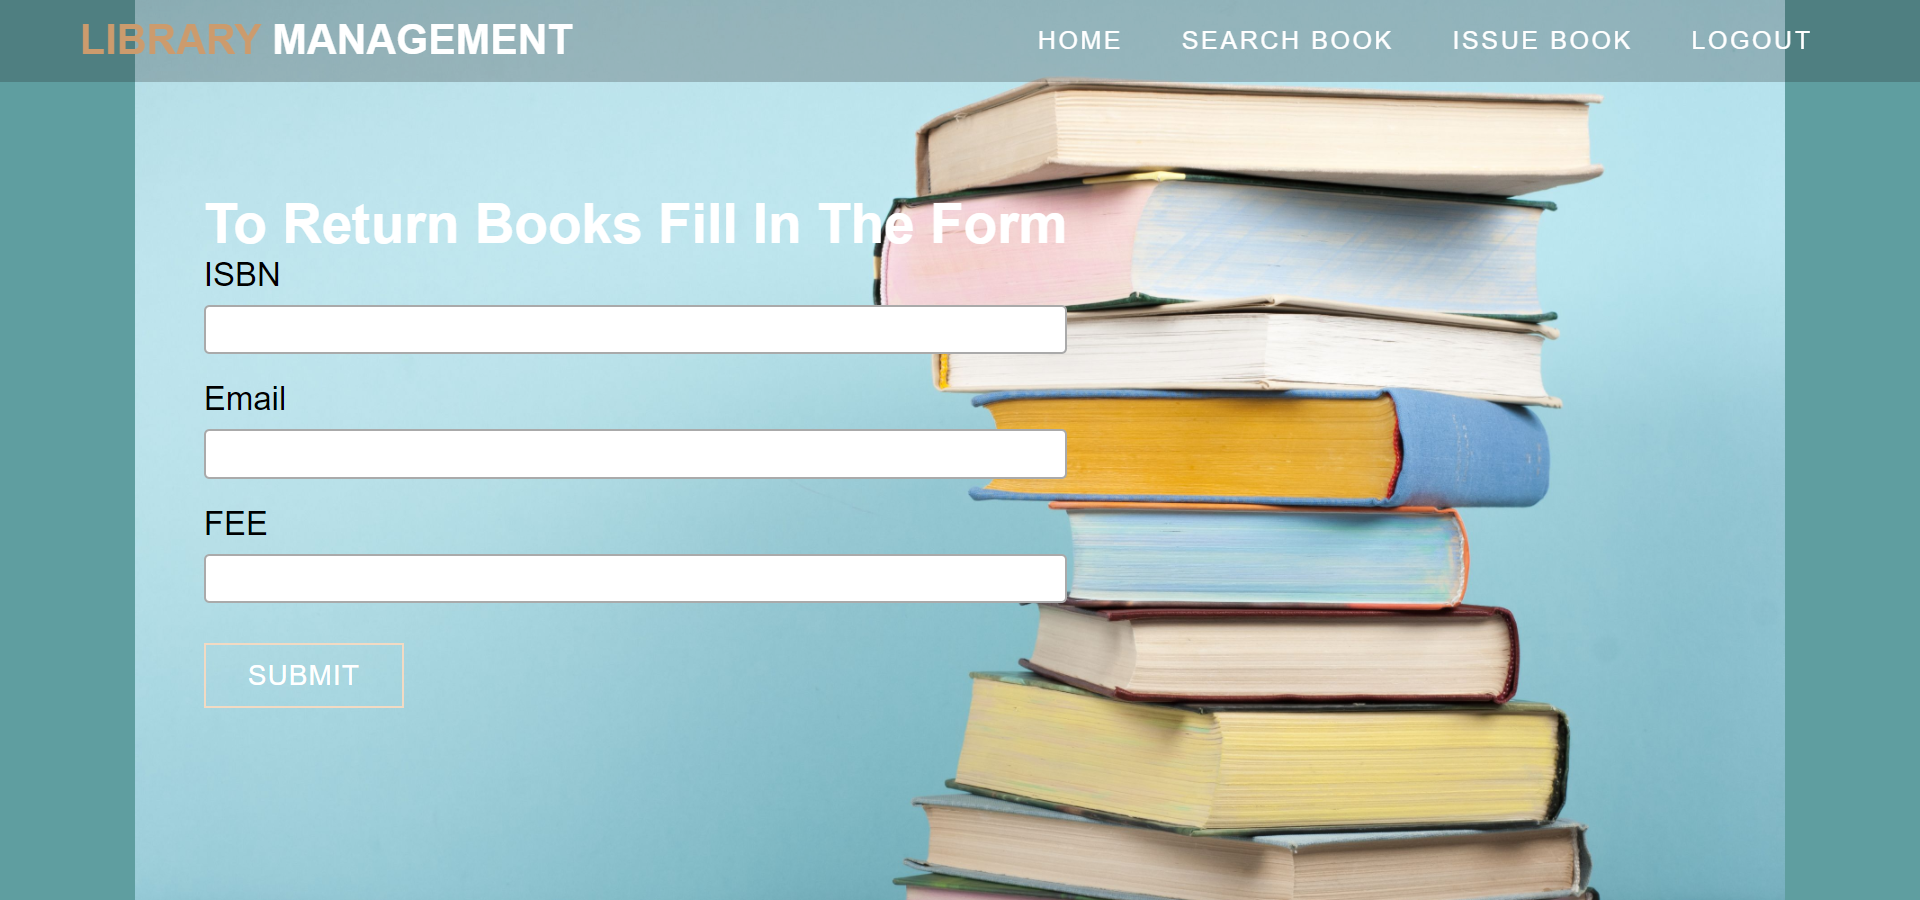 LIBRARY MANAGEMENT
HOME SEARCH BOOK ISSUE BOOK LOGOUT
To Return Books Fill In The Form
ISBN
Email
FEE
SUBMIT